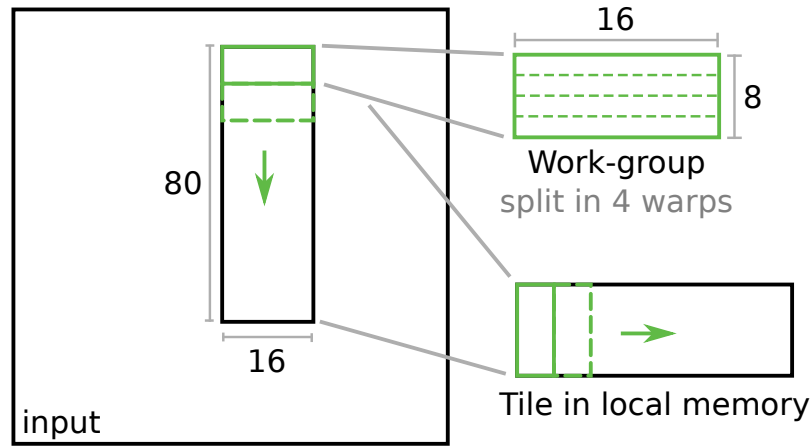 16
8
Work-group
split in 4 warps
80
16
Tile in local memory
input